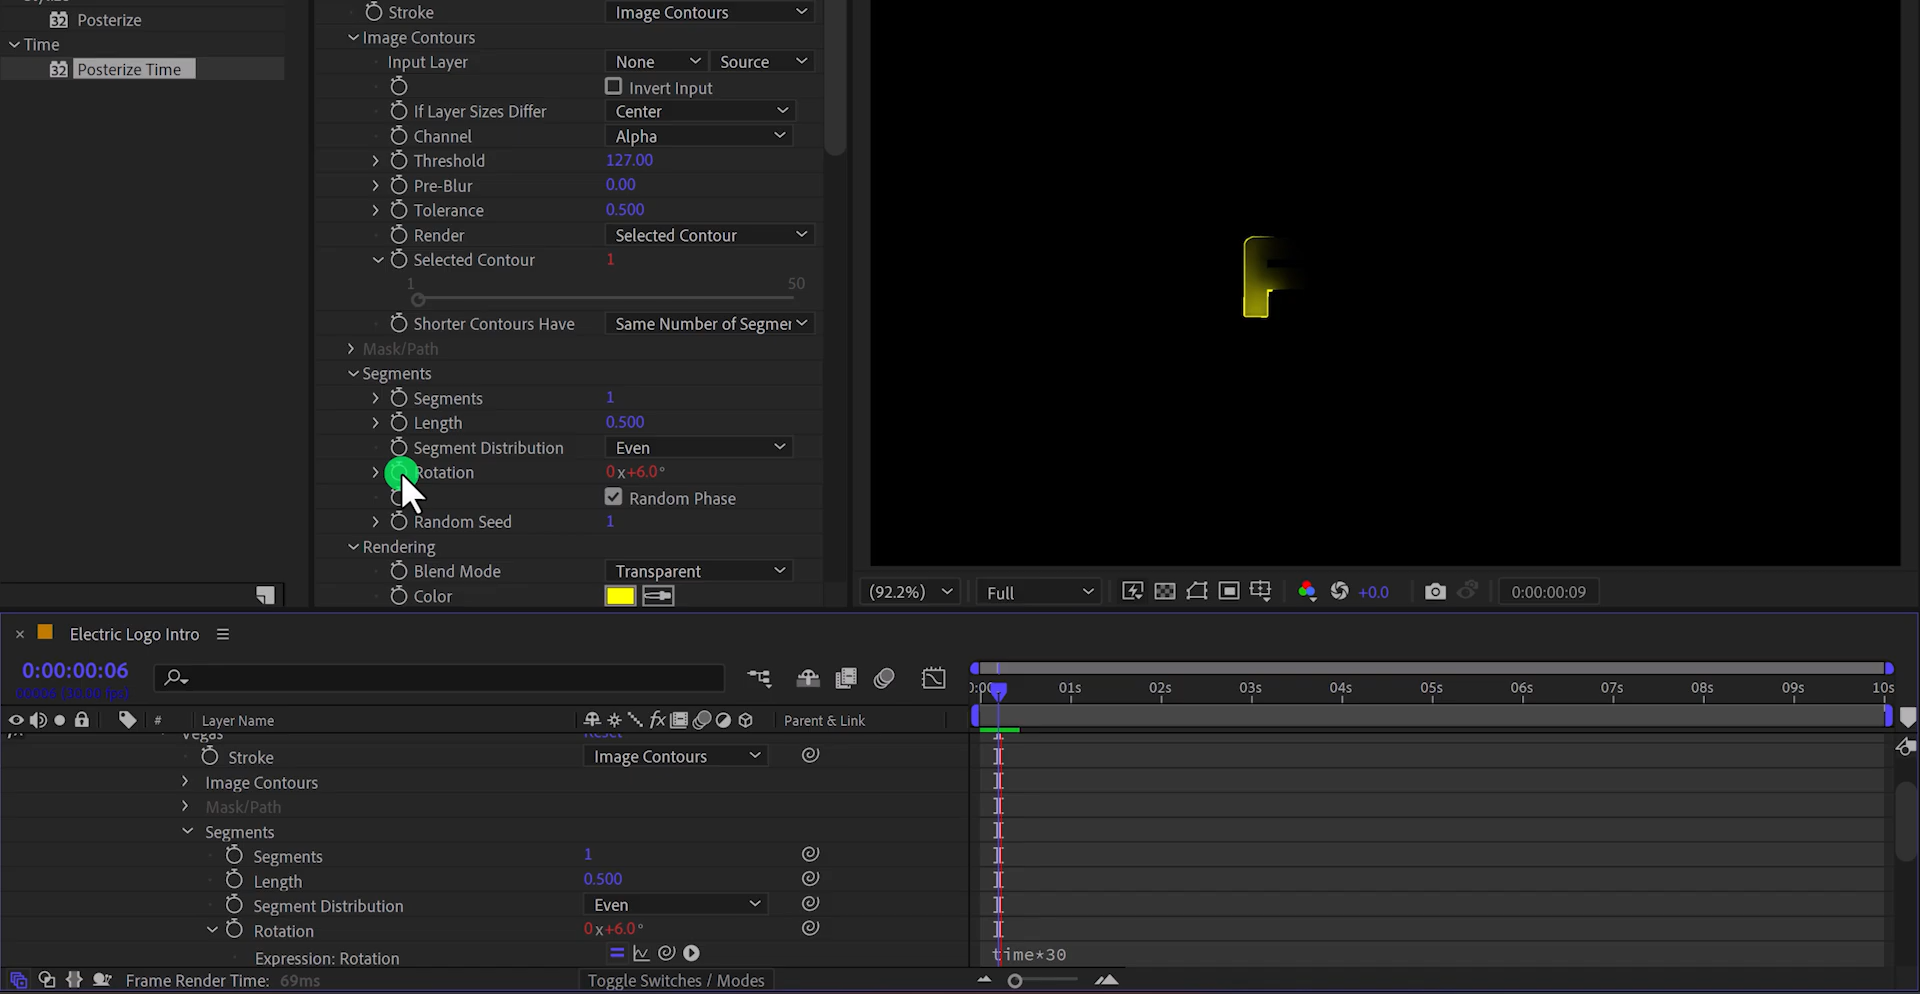 Posterize
Time
Posterize Time
Stroke Image Contours
Image Contours
Input Layer None Source
Invert Input
If Layer Sizes Differ Center
Channel Alpha
Threshold 127.00
Pre-Blur 0.00
Tolerance 0.500
Render Selected Contour
Selected Contour 1
1 50
Shorter Contours Have Same Number of Segmer
Mask/Path
Segments
Segments 1
Length 0.500
Segment Distribution Even
Rotation 0x+6.0°
Random Phase
Random Seed 1
Rendering
Blend Mode Transparent
Color
F
(92.2%) Full +0.0 0:00:00:09
Electric Logo Intro
0:00:00:06
00006 (30.00 fps)
01s 02s 03s 04s 05s 06s 07s 08s 09s 10s
# Layer Name fx Parent & Link
Vegas Reset
Stroke Image Contours
Image Contours
Mask/Path
Segments
Segments 1
Length 0.500
Segment Distribution Even
Rotation 0x+6.0°
Expression: Rotation time*30
Frame Render Time: 69ms Toggle Switches / Modes